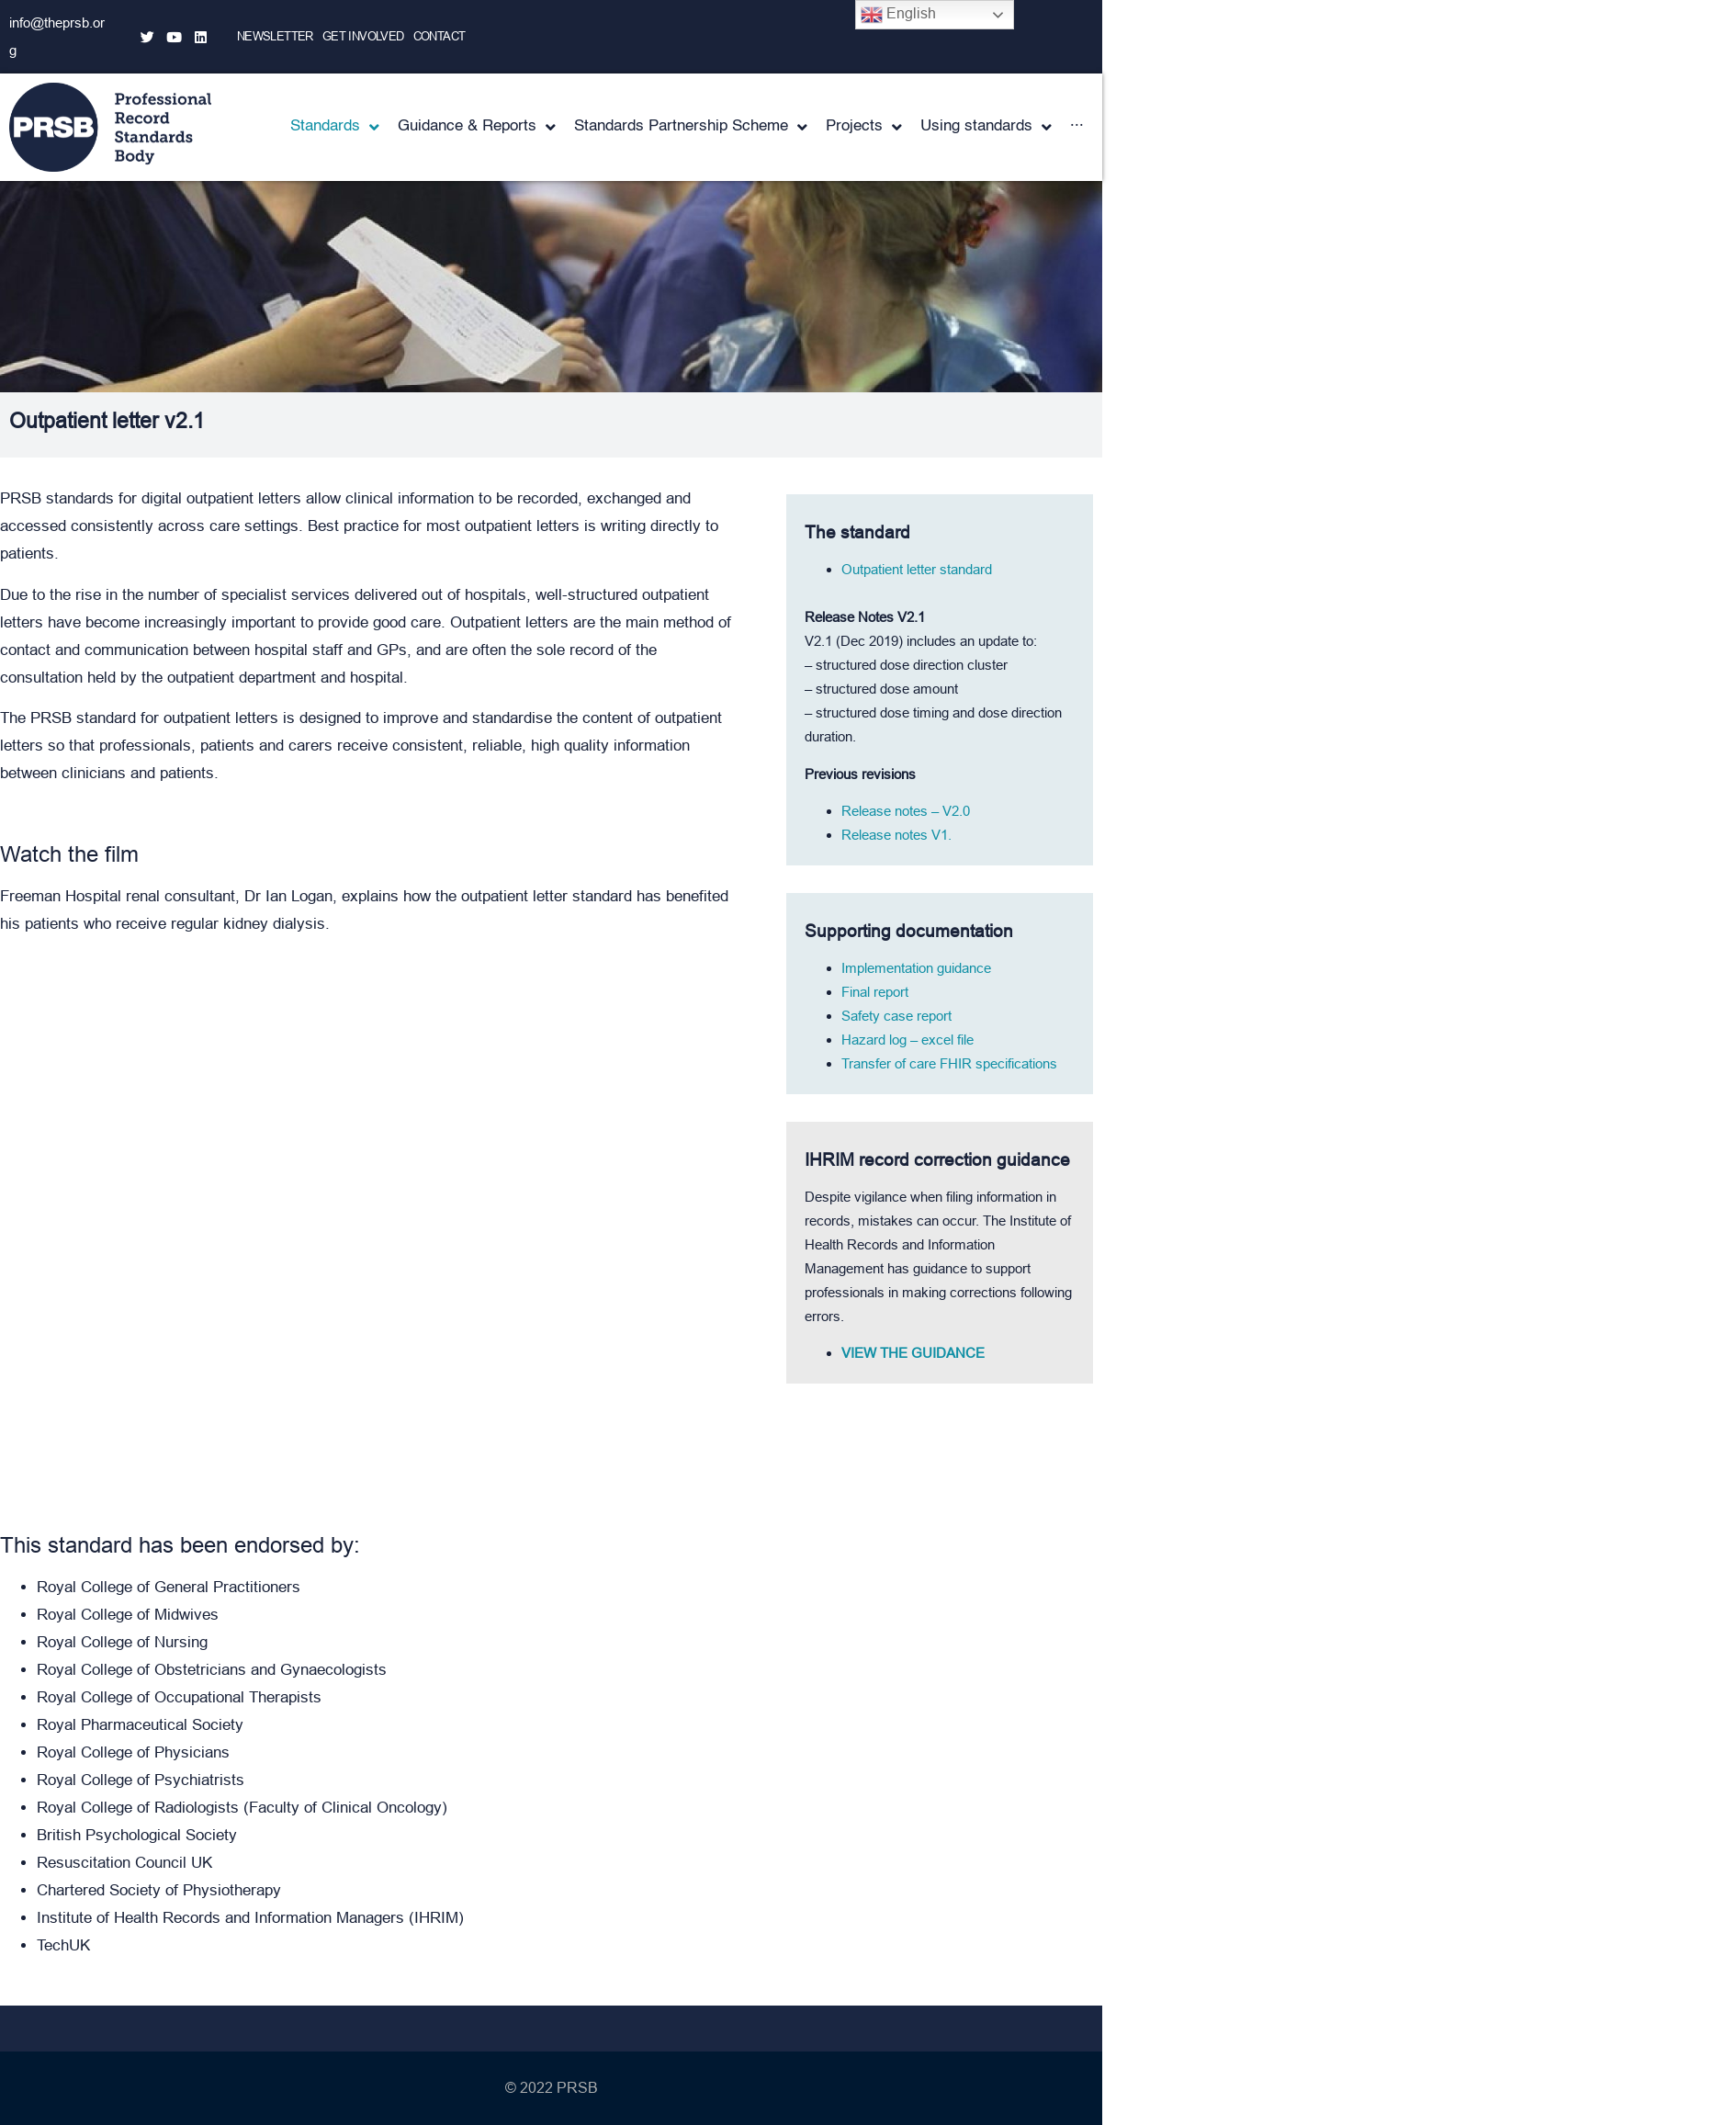 info@theprsb.or
g
NEWSLETTER GET INVOLVED CONTACT
English
PRSB
Professional
Record
Standards
Body
Standards Guidance & Reports Standards Partnership Scheme Projects Using standards ...
Outpatient letter v2.1
PRSB standards for digital outpatient letters allow clinical information to be recorded, exchanged and
accessed consistently across care settings. Best practice for most outpatient letters is writing directly to
patients.
Due to the rise in the number of specialist services delivered out of hospitals, well-structured outpatient
letters have become increasingly important to provide good care. Outpatient letters are the main method of
contact and communication between hospital staff and GPs, and are often the sole record of the
consultation held by the outpatient department and hospital.
The PRSB standard for outpatient letters is designed to improve and standardise the content of outpatient
letters so that professionals, patients and carers receive consistent, reliable, high quality information
between clinicians and patients.
Watch the film
Freeman Hospital renal consultant, Dr Ian Logan, explains how the outpatient letter standard has benefited
his patients who receive regular kidney dialysis.
The standard
• Outpatient letter standard
Release Notes V2.1
V2.1 (Dec 2019) includes an update to:
– structured dose direction cluster
– structured dose amount
– structured dose timing and dose direction
duration.
Previous revisions
• Release notes – V2.0
• Release notes V1.
Supporting documentation
• Implementation guidance
• Final report
• Safety case report
• Hazard log – excel file
• Transfer of care FHIR specifications
IHRIM record correction guidance
Despite vigilance when filing information in
records, mistakes can occur. The Institute of
Health Records and Information
Management has guidance to support
professionals in making corrections following
errors.
• VIEW THE GUIDANCE
This standard has been endorsed by:
• Royal College of General Practitioners
• Royal College of Midwives
• Royal College of Nursing
• Royal College of Obstetricians and Gynaecologists
• Royal College of Occupational Therapists
• Royal Pharmaceutical Society
• Royal College of Physicians
• Royal College of Psychiatrists
• Royal College of Radiologists (Faculty of Clinical Oncology)
• British Psychological Society
• Resuscitation Council UK
• Chartered Society of Physiotherapy
• Institute of Health Records and Information Managers (IHRIM)
• TechUK
© 2022 PRSB